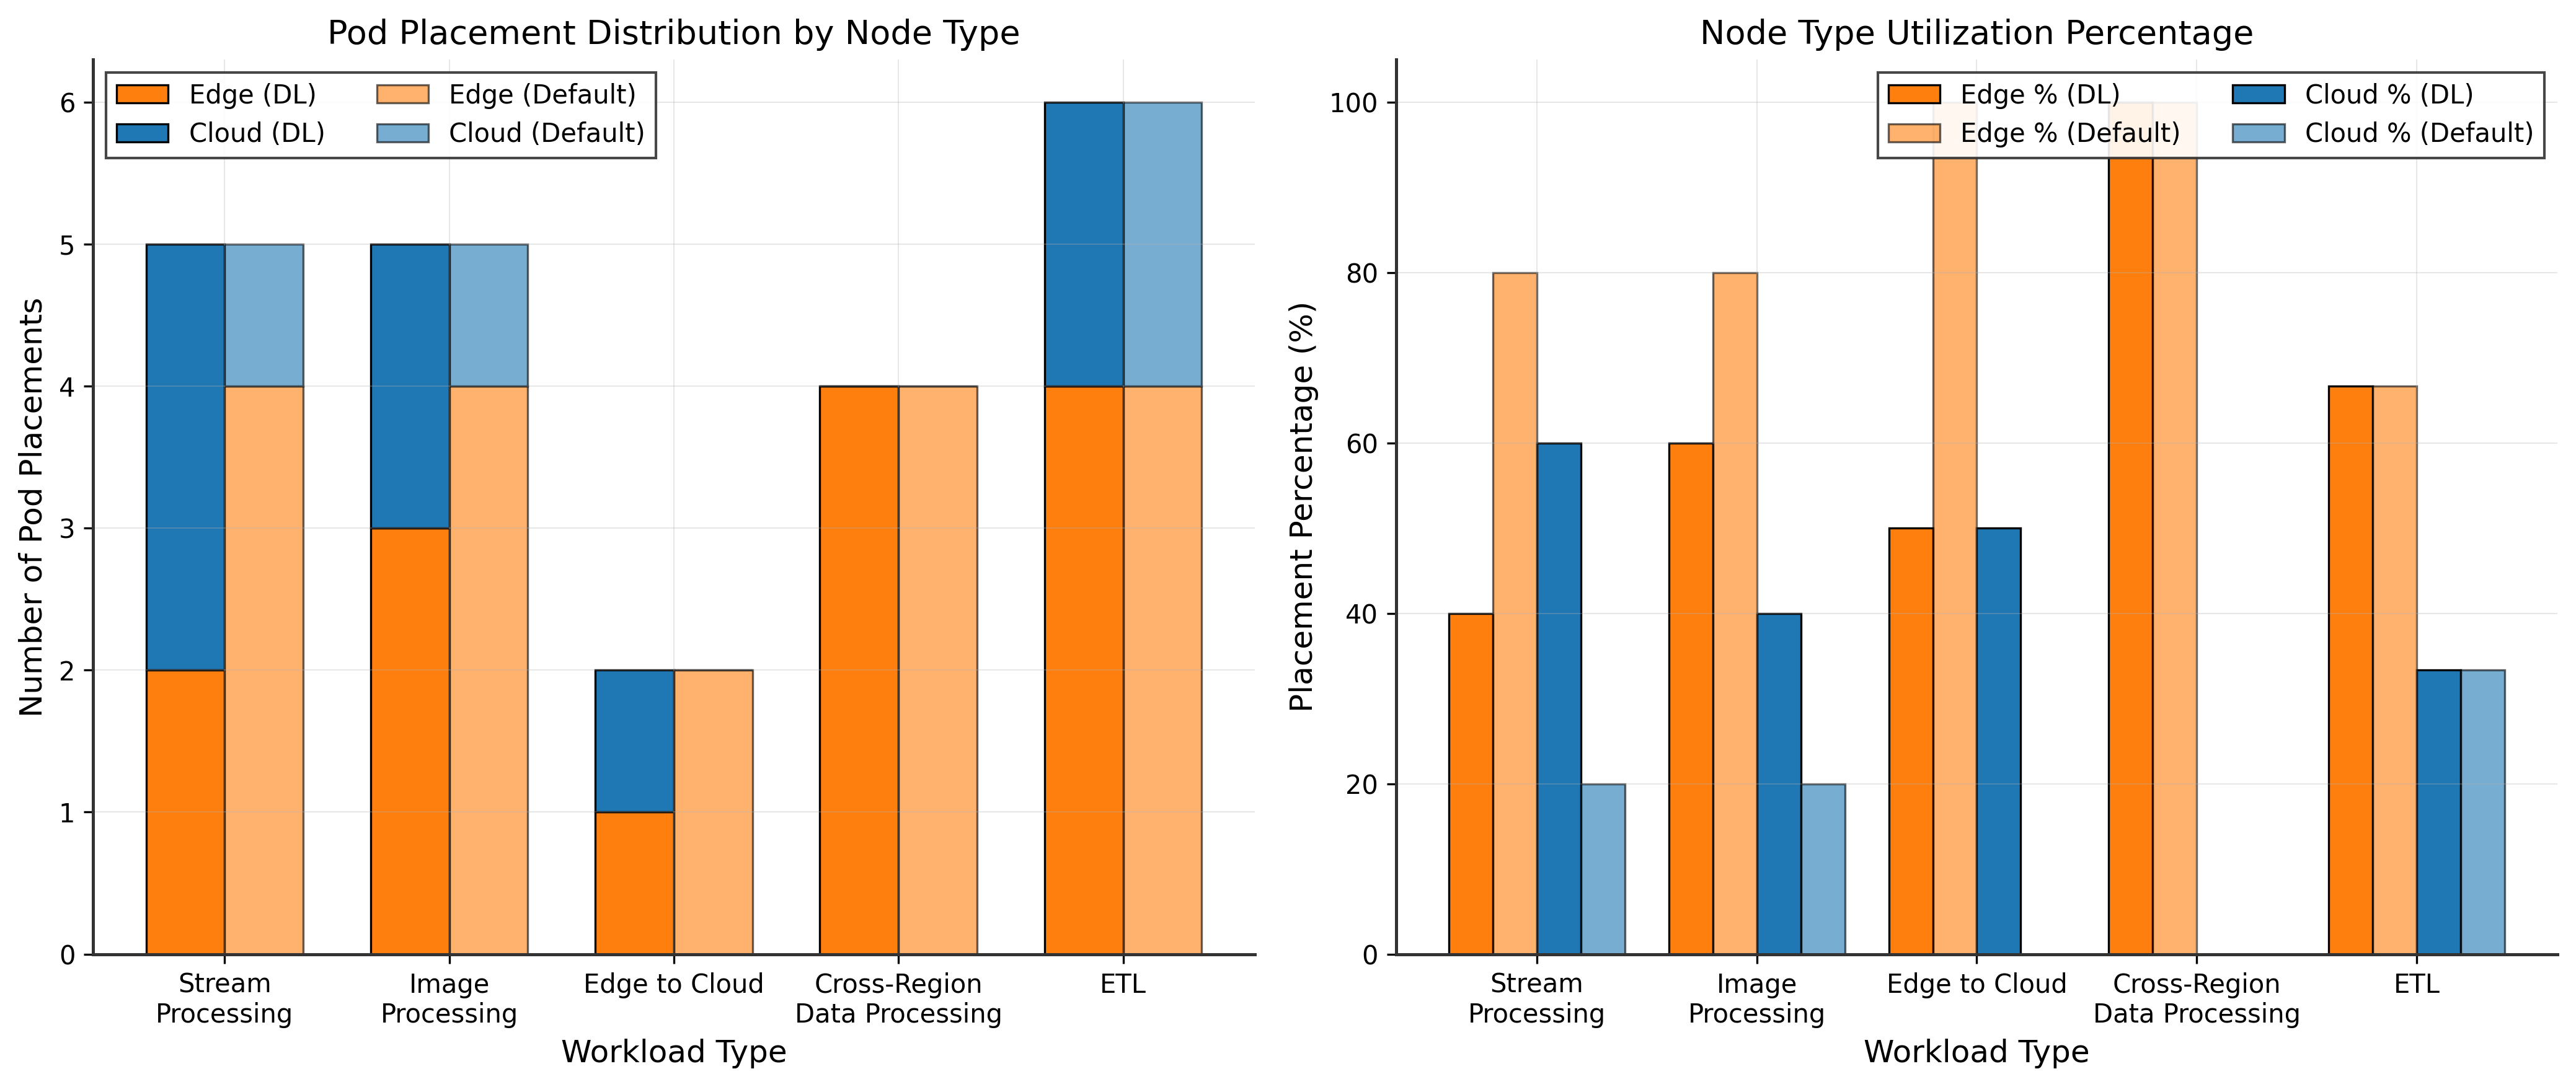 Pod Placement Distribution by Node Type
Edge (DL)
Cloud (DL)
Edge (Default)
Cloud (Default)
Number of Pod Placements
6
5
4
3
2
1
0
Stream
Processing
Image
Processing
Edge to Cloud
Cross-Region
Data Processing
ETL
Workload Type
Node Type Utilization Percentage
Edge % (DL)
Edge % (Default)
Cloud % (DL)
Cloud % (Default)
Placement Percentage (%)
100
80
60
40
20
0
Stream
Processing
Image
Processing
Edge to Cloud
Cross-Region
Data Processing
ETL
Workload Type